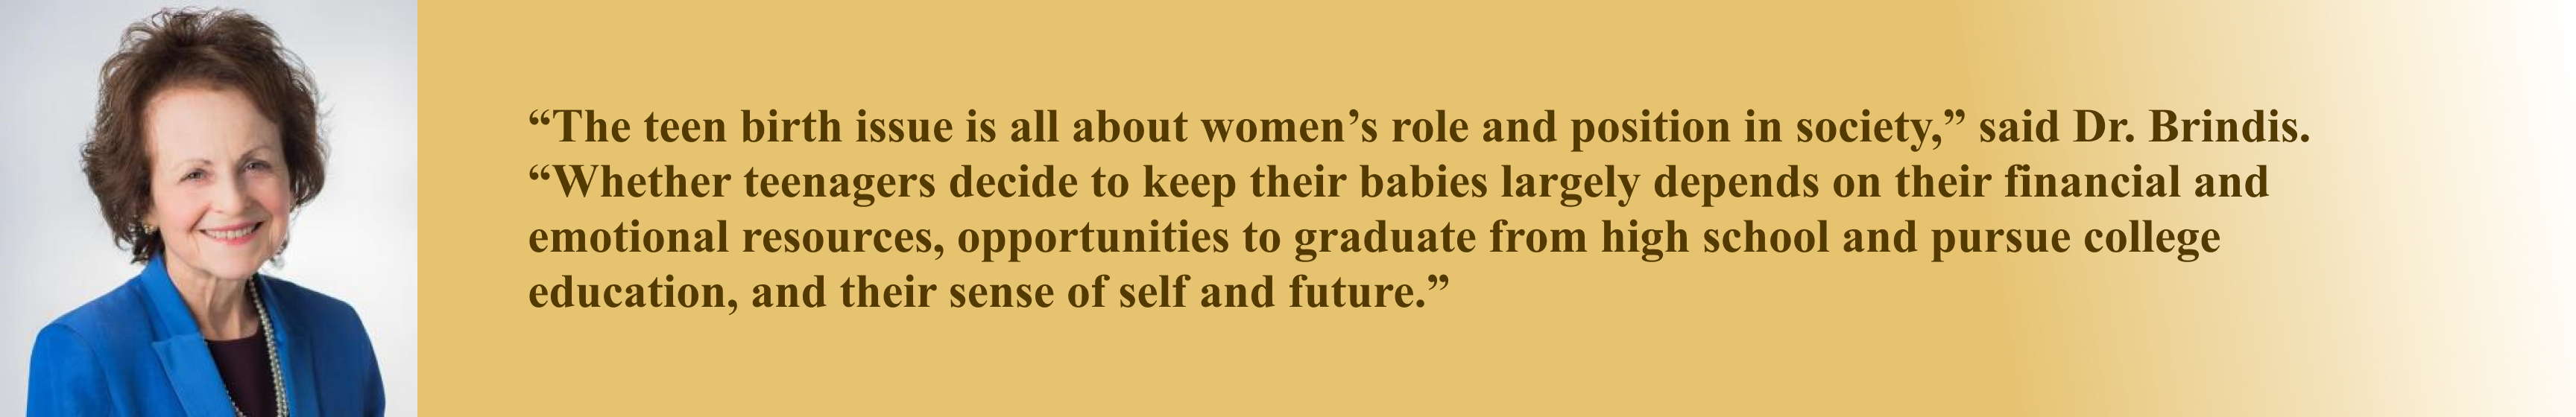 “The teen birth issue is all about women’s role and position in society,” said Dr. Brindis.
“Whether teenagers decide to keep their babies largely depends on their financial and
emotional resources, opportunities to graduate from high school and pursue college
education, and their sense of self and future.”